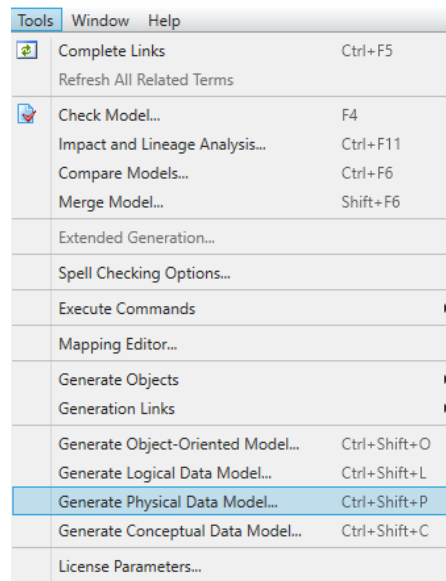 Tools Window Help
Complete Links Ctrl+F5
Refresh All Related Terms
Check Model... F4
Impact and Lineage Analysis... Ctrl+F11
Compare Models... Ctrl+F6
Merge Model... Shift+F6
Extended Generation...
Spell Checking Options...
Execute Commands
Mapping Editor...
Generate Objects
Generation Links
Generate Object-Oriented Model... Ctrl+Shift+O
Generate Logical Data Model... Ctrl+Shift+L
Generate Physical Data Model... Ctrl+Shift+P
Generate Conceptual Data Model... Ctrl+Shift+C
License Parameters...